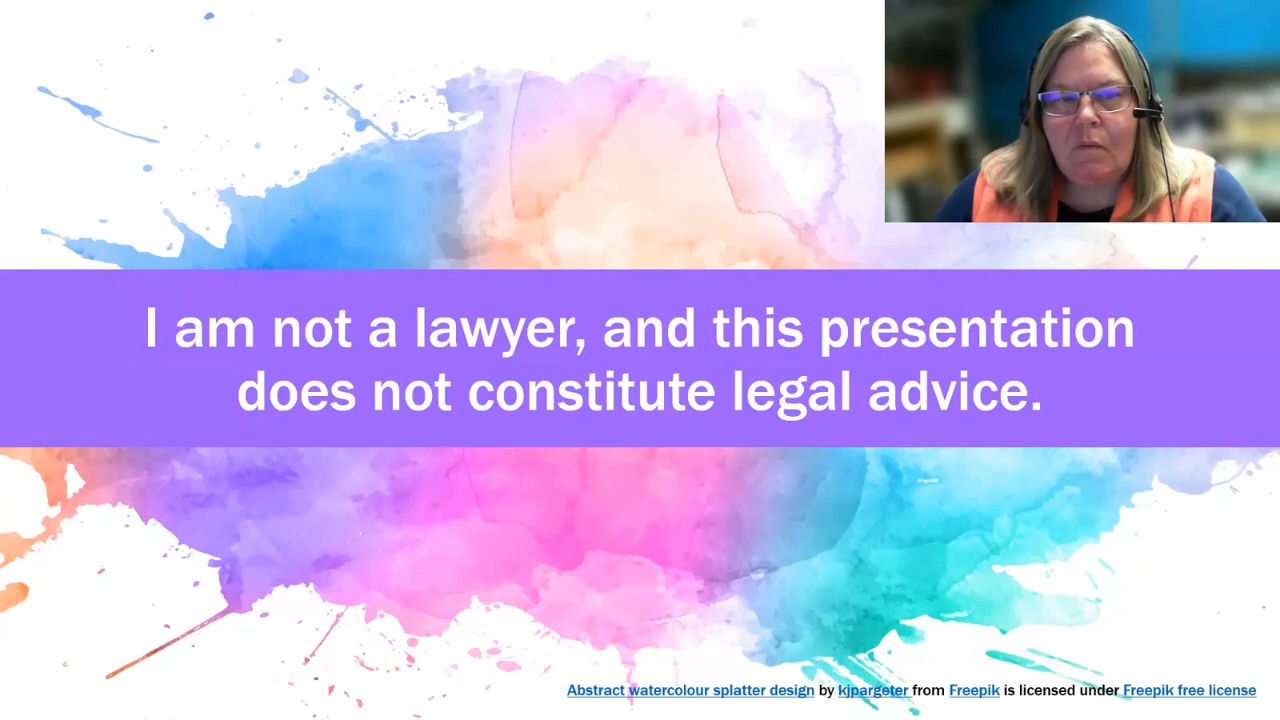 I am not a lawyer, and this presentation
does not constitute legal advice.
Abstract watercolour splatter design by kjpargeter from Freepik is licensed under Freepik free license